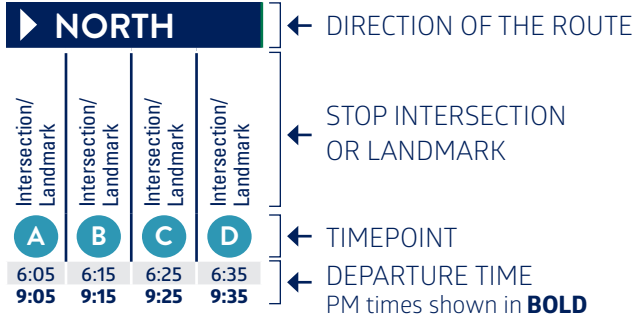 NORTH
DIRECTION OF THE ROUTE
Intersection/
Landmark
Intersection/
Landmark
Intersection/
Landmark
Intersection/
Landmark
STOP INTERSECTION
OR LANDMARK
A B C D
TIMEPOINT
6:05 6:15 6:25 6:35
9:05 9:15 9:25 9:35
DEPARTURE TIME
PM times shown in BOLD